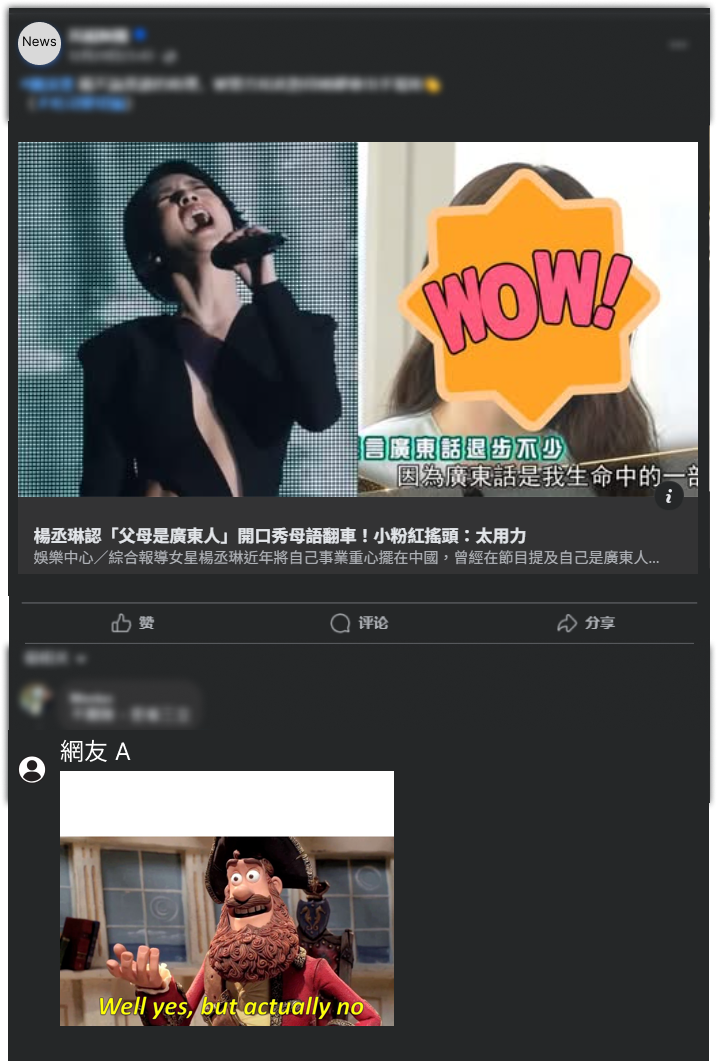 News
WOW!
言廣東話退步不少
因為廣東話是我生命中的一部
i
楊丞琳認「父母是廣東人」開口秀母語翻車！小粉紅搖頭：太用力
娛樂中心／綜合報導女星楊丞琳近年將自己事業重心擺在中國，曾經在節目提及自己是廣東人...
赞
评论
分享
網友 A
Well yes, but actually no